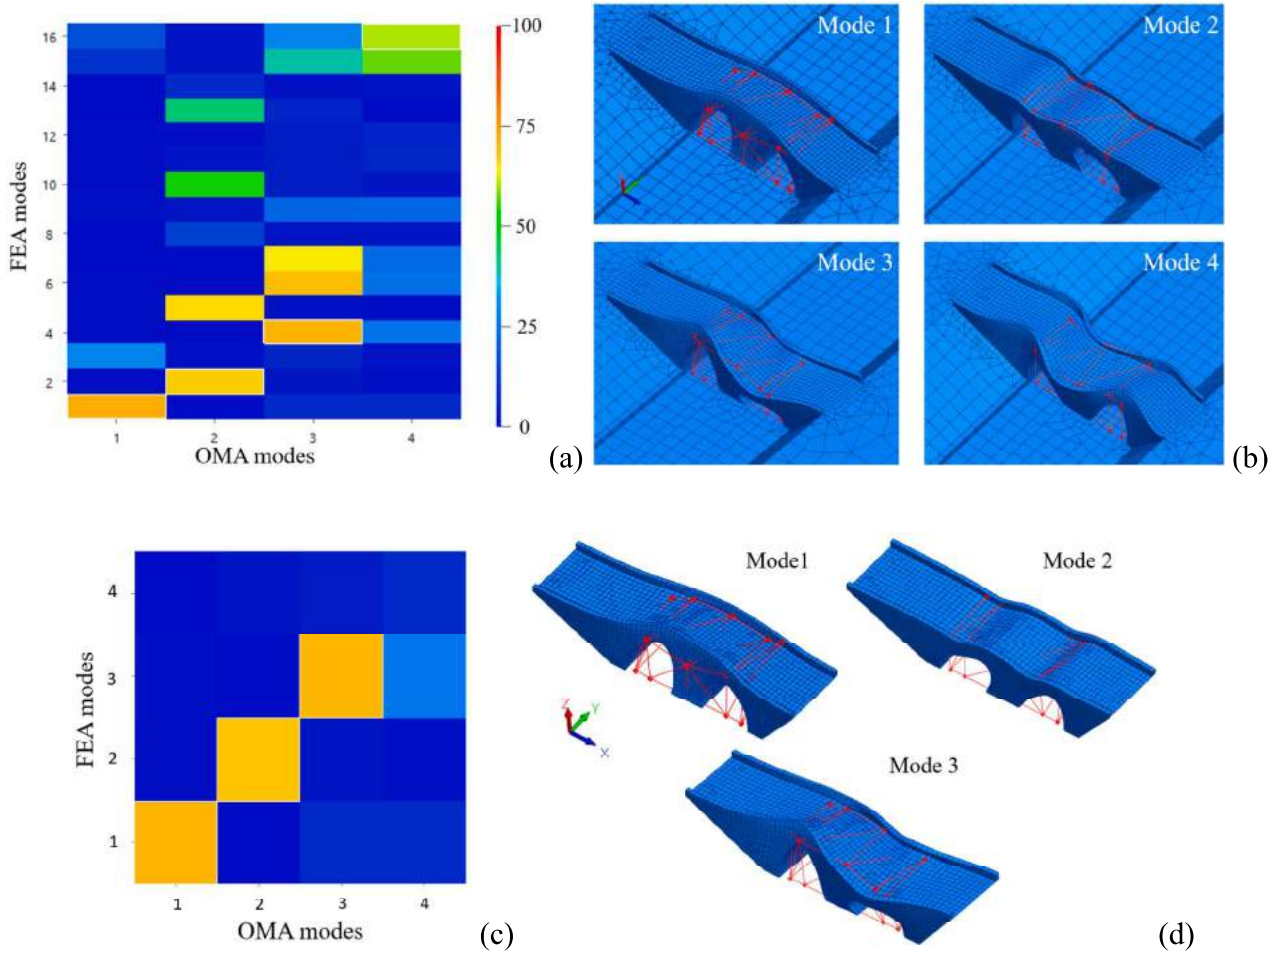 16
14
12
10
8
6
4
2
FEA modes
1 2 3 4
OMA modes
100
75
50
25
0
(a)
Mode 1
Mode 2
Mode 3
Mode 4
(b)
4
3
2
1
FEA modes
1 2 3 4
OMA modes
(c)
Mode1
Mode 2
Z
Y
X
Mode 3
(d)